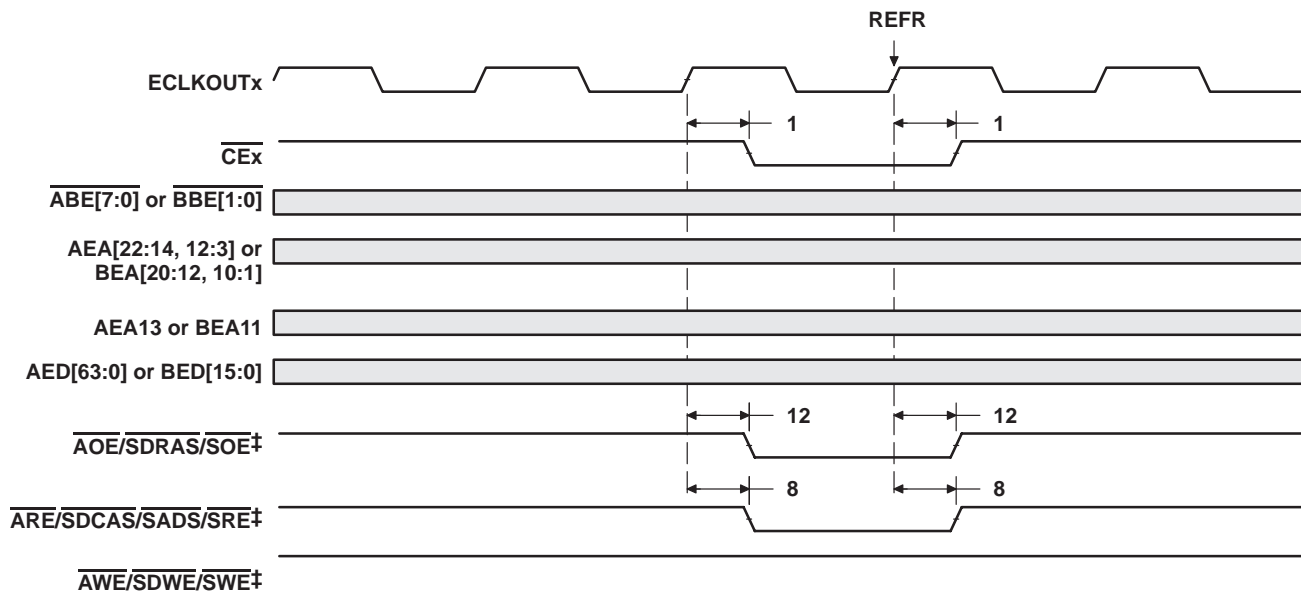 REFR
ECLKOUTx
1 1
CEx
ABE[7:0] or BBE[1:0]
AEA[22:14, 12:3] or
BEA[20:12, 10:1]
AEA13 or BEA11
AED[63:0] or BED[15:0]
12 12
AOE/SDRAS/SOE‡
8 8
ARE/SDCAS/SADS/SRE‡
AWE/SDWE/SWE‡